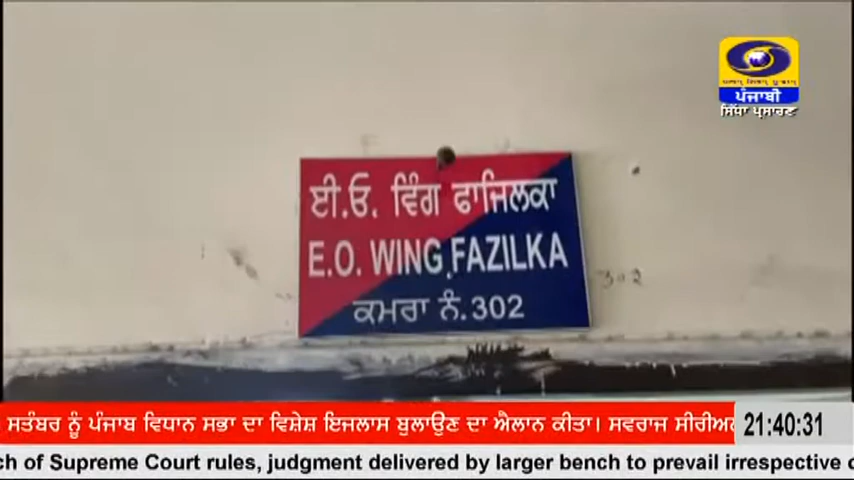 ਪੰਜਾਬੀ
ਸਿੱਧਾ ਪ੍ਰਸਾਰਣ
ਈ.ਓ. ਵਿੰਗ ਫਾਜਿਲਕਾ
E.O. WING,FAZILKA
ਕਮਰਾ ਨੰ.302
302
ਸਤੰਬਰ ਨੂੰ ਪੰਜਾਬ ਵਿਧਾਨ ਸਭਾ ਦਾ ਵਿਸ਼ੇਸ਼ ਇਜਲਾਸ ਬੁਲਾਉਣ ਦਾ ਐਲਾਨ ਕੀਤਾ। ਸਵਰਾਜ
21:40:31
of Supreme Court rules, judgment delivered by larger bench to prevail irrespective